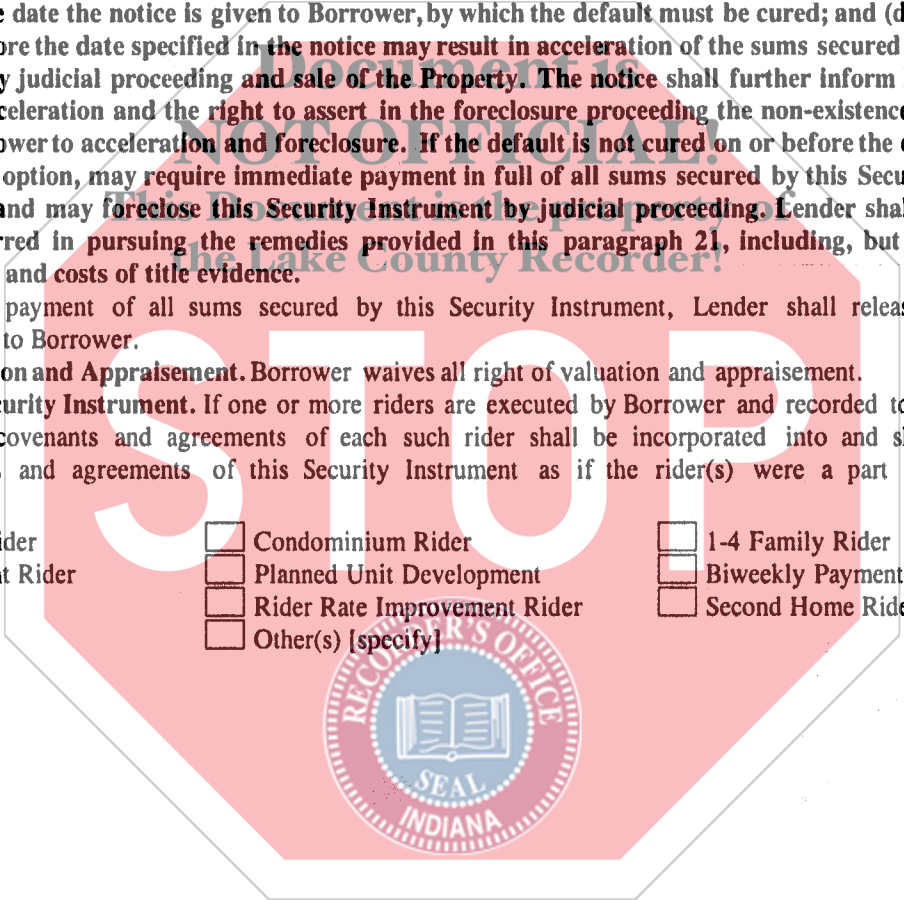 date the notice is given to Borrower, by which the default must be cured; and (d
ore the date specified in the notice may result in acceleration of the sums secured
y judicial proceeding and sale of the Property. The notice shall further inform
celeration and the right to assert in the foreclosure proceeding the non-existence
ower to acceleration and foreclosure. If the default is not cured on or before the
option, may require immediate payment in full of all sums secured by this Secu
and may foreclose this Security Instrument by judicial proceeding. Lender shal
rred in pursuing the remedies provided in this paragraph 21, including, but
and costs of title evidence.
payment of all sums secured by this Security Instrument, Lender shall releas
to Borrower.
on and Appraisement. Borrower waives all right of valuation and appraisement.
curity Instrument. If one or more riders are executed by Borrower and recorded to
covenants and agreements of each such rider shall be incorporated into and s
and agreements of this Security Instrument as if the rider(s) were a part
ider Condominium Rider 1-4 Family Rider
t Rider Planned Unit Development Biweekly Payment
Rider Rate Improvement Rider Second Home Ride
Other(s) [specify]
Document is
NOT OFFICIAL!
This Document is the property of
the Lake County Recorder!
STOP
RECORDER'S OFFICE
SEAL
INDIANA